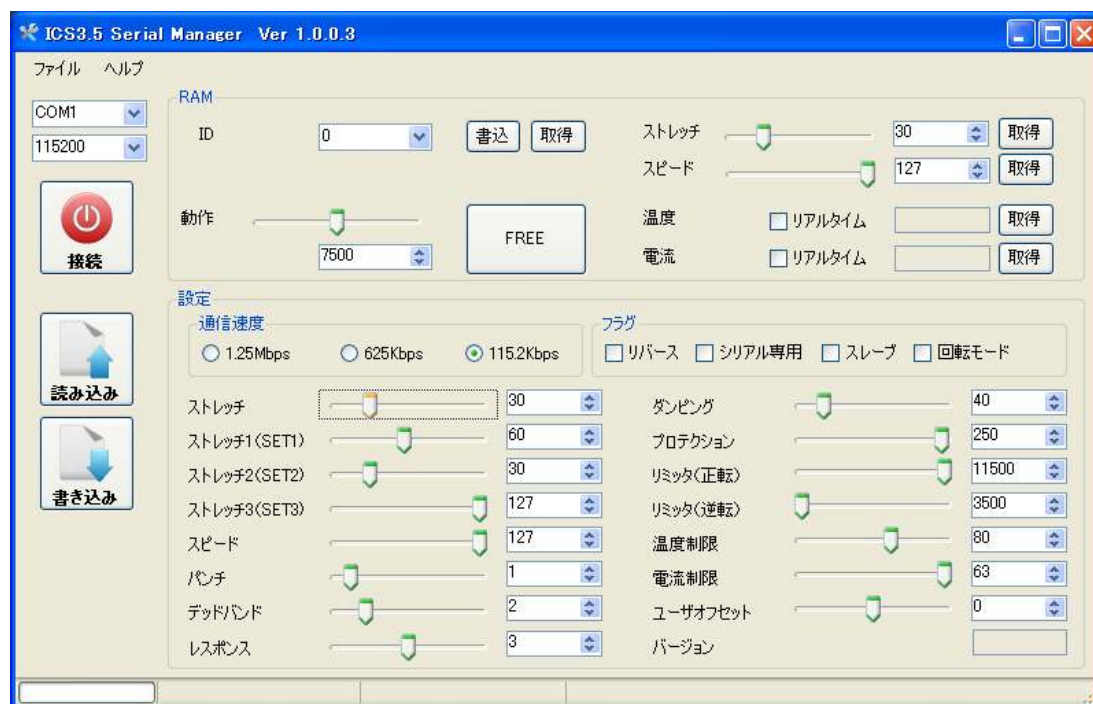 ICS3.5 Serial Manager Ver 1.0.0.3
ファイル ヘルプ
COM1
115200
接続
読み込み
書き込み
RAM
ID 0 書込 取得
動作
7500
FREE
ストレッチ 30 取得
スピード 127 取得
温度 リアルタイム 取得
電流 リアルタイム 取得
設定
通信速度
1.25Mbps 625Kbps 115.2Kbps
フラグ
リバース シリアル専用 スレーブ 回転モード
ストレッチ 30
ストレッチ1(SET1) 60
ストレッチ2(SET2) 30
ストレッチ3(SET3) 127
スピード 127
パンチ 1
デッドバンド 2
レスポンス 3
ダンピング 40
プロテクション 250
リミッタ(正転) 11500
リミッタ(逆転) 3500
温度制限 80
電流制限 63
ユーザオフセット 0
バージョン